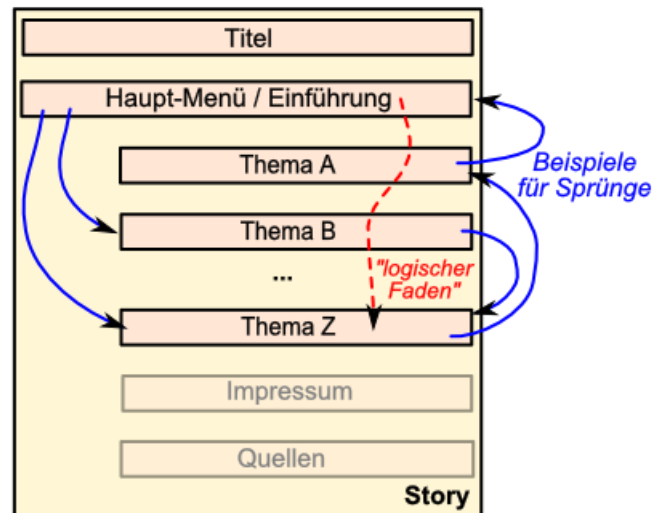 Titel
Haupt-Menü / Einführung
Thema A
Beispiele
für Sprünge
Thema B
...
"logischer
Faden"
Thema Z
Impressum
Quellen
Story